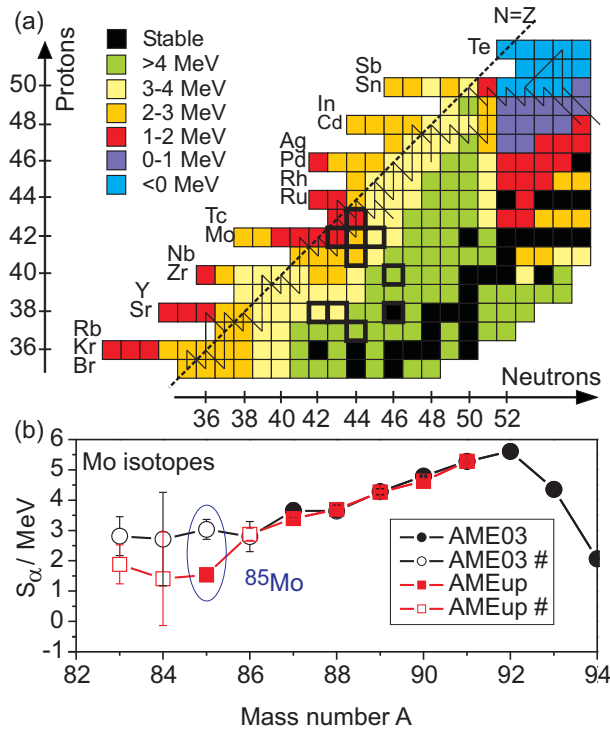 (a)
N=Z
Protons
Stable
>4 MeV
3-4 MeV
2-3 MeV
1-2 MeV
0-1 MeV
<0 MeV
50
48
46
44
42
40
38
36
Te
Sb
Sn
In
Cd
Ag
Pd
Rh
Ru
Tc
Mo
Nb
Zr
Y
Sr
Rb
Kr
Br
Neutrons
36 38 40 42 44 46 48 50 52
(b)
Mo isotopes
Sα / MeV
6
5
4
3
2
1
0
-1
85Mo
AME03
AME03 #
AMEup
AMEup #
82 84 86 88 90 92 94
Mass number A